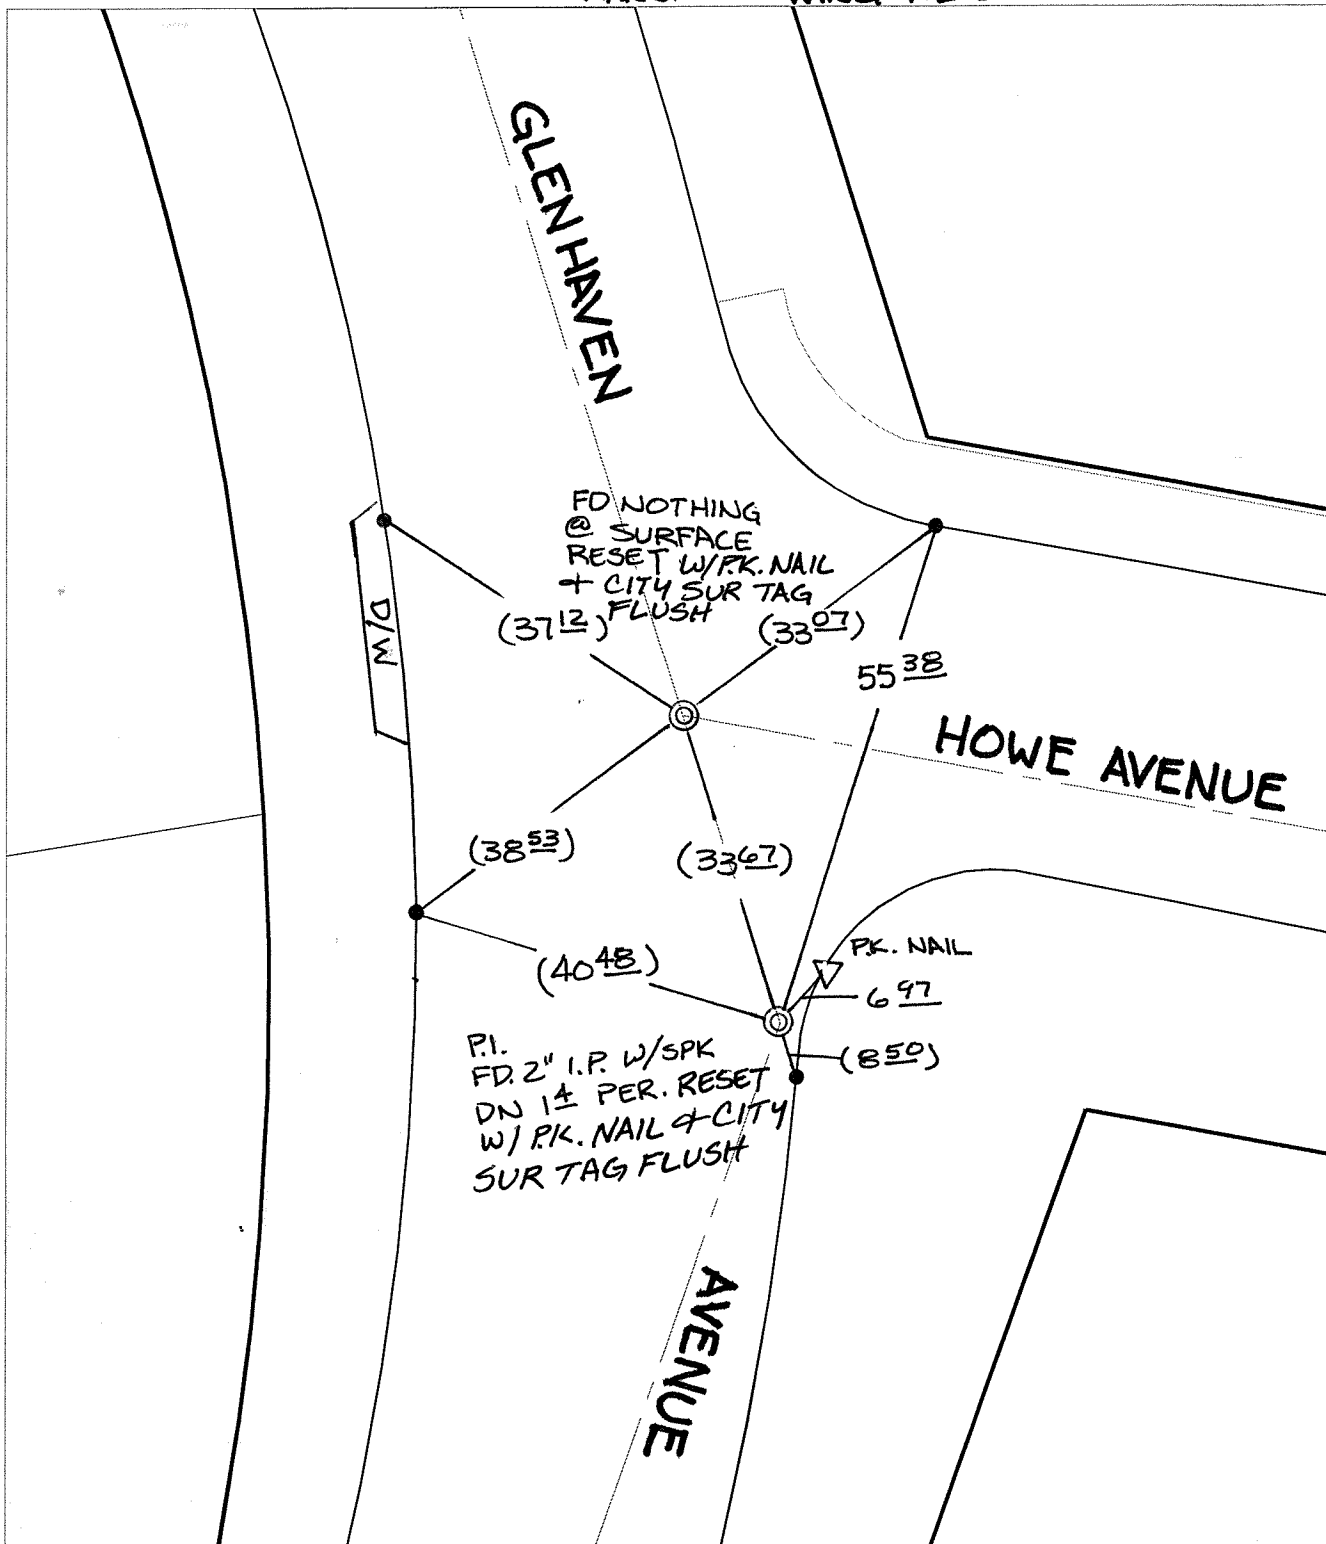 GLENHAVEN
FD NOTHING
@ SURFACE
RESET W/P.K. NAIL
+ CITY SUR TAG
FLUSH
D/W
(37 12)
(33 07)
55 38
HOWE AVENUE
(38 53)
(33 67)
P.K. NAIL
(40 48)
6 97
(8 50)
P.I.
FD. 2" I.P. W/SPK
DN 1 4 PER. RESET
W/ P.K. NAIL + CITY
SUR TAG FLUSH
AVENUE